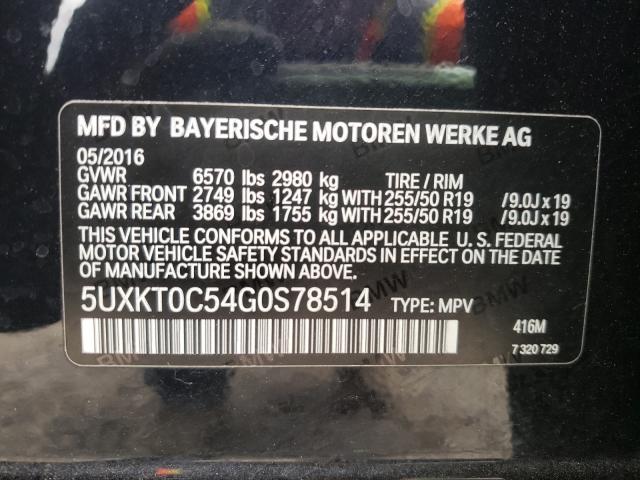 MFD BY BAYERISCHE MOTOREN WERKE AG
05/2016
GVWR 6570 lbs 2980 kg TIRE / RIM
GAWR FRONT 2749 lbs 1247 kg WITH 255/50 R19 /9.0J x 19
GAWR REAR 3869 lbs 1755 kg WITH 255/50 R19 /9.0J x 19
THIS VEHICLE CONFORMS TO ALL APPLICABLE U. S. FEDERAL
MOTOR VEHICLE SAFETY STANDARDS IN EFFECT ON THE DATE
OF MANUFACTURE SHOWN ABOVE.
5UXKT0C54G0S78514 TYPE: MPV
416M
7 320 729